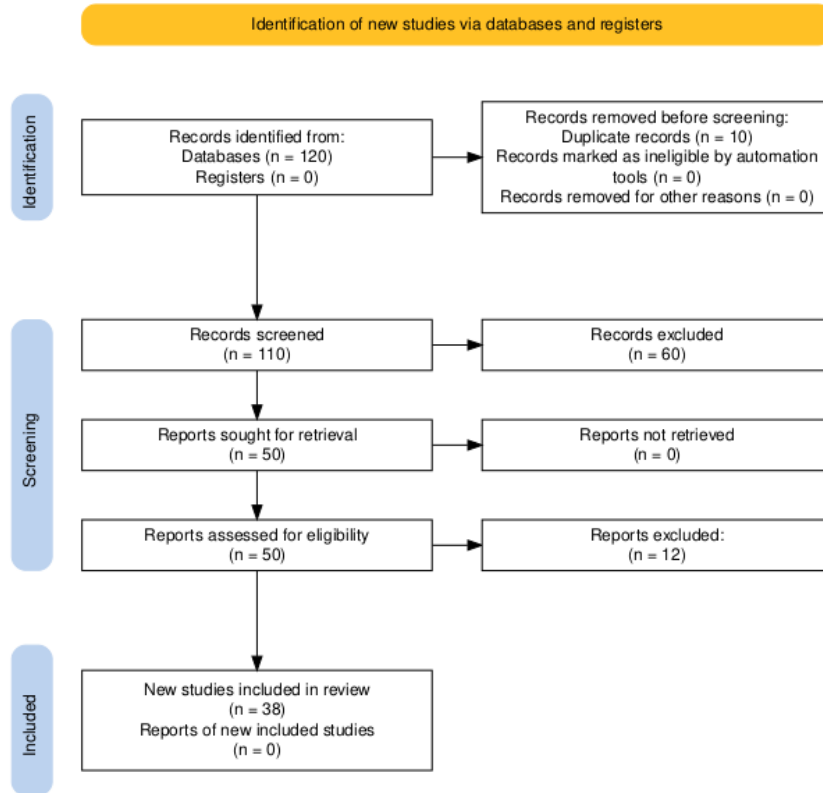 Identification of new studies via databases and registers
Identification
Records identified from:
Databases (n = 120)
Registers (n = 0)
Records removed before screening:
Duplicate records (n = 10)
Records marked as ineligible by automation
tools (n = 0)
Records removed for other reasons (n = 0)
Screening
Records screened
(n = 110)
Records excluded
(n = 60)
Reports sought for retrieval
(n = 50)
Reports not retrieved
(n = 0)
Reports assessed for eligibility
(n = 50)
Reports excluded:
(n = 12)
Included
New studies included in review
(n = 38)
Reports of new included studies
(n = 0)